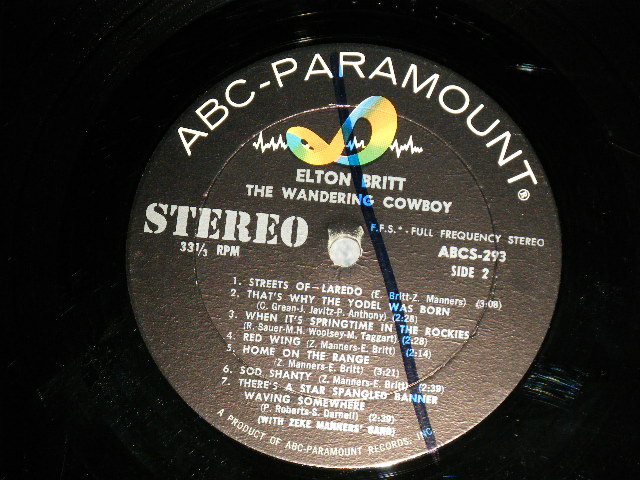 ABC-PARAMOUNT®
ELTON BRITT
THE WANDERING COWBOY
STEREO
33⅓ RPM
F.F.S.* - FULL FREQUENCY STEREO
ABCS-293
SIDE 2
1. STREETS OF LAREDO (E. Britt-Z. Manners) (3:08)
2. THAT'S WHY THE YODEL WAS BORN
(C. Green-J. Javitz-P. Anthony) (2:28)
3. WHEN IT'S SPRINGTIME IN THE ROCKIES
(R. Sauer-M.H. Woolsey-M. Taggart) (2:28)
4. RED WING (Z. Manners-E. Britt) (2:14)
5. HOME ON THE RANGE
(Z. Manners-E. Britt) (3:21)
6. SOD SHANTY (Z. Manners-E. Britt) (2:39)
7. THERE'S A STAR SPANGLED BANNER
WAVING SOMEWHERE
(P. Roberts-S. Darnell) (2:39)
(WITH ZEKE MANNERS' BAND)
A PRODUCT OF ABC-PARAMOUNT RECORDS, INC.